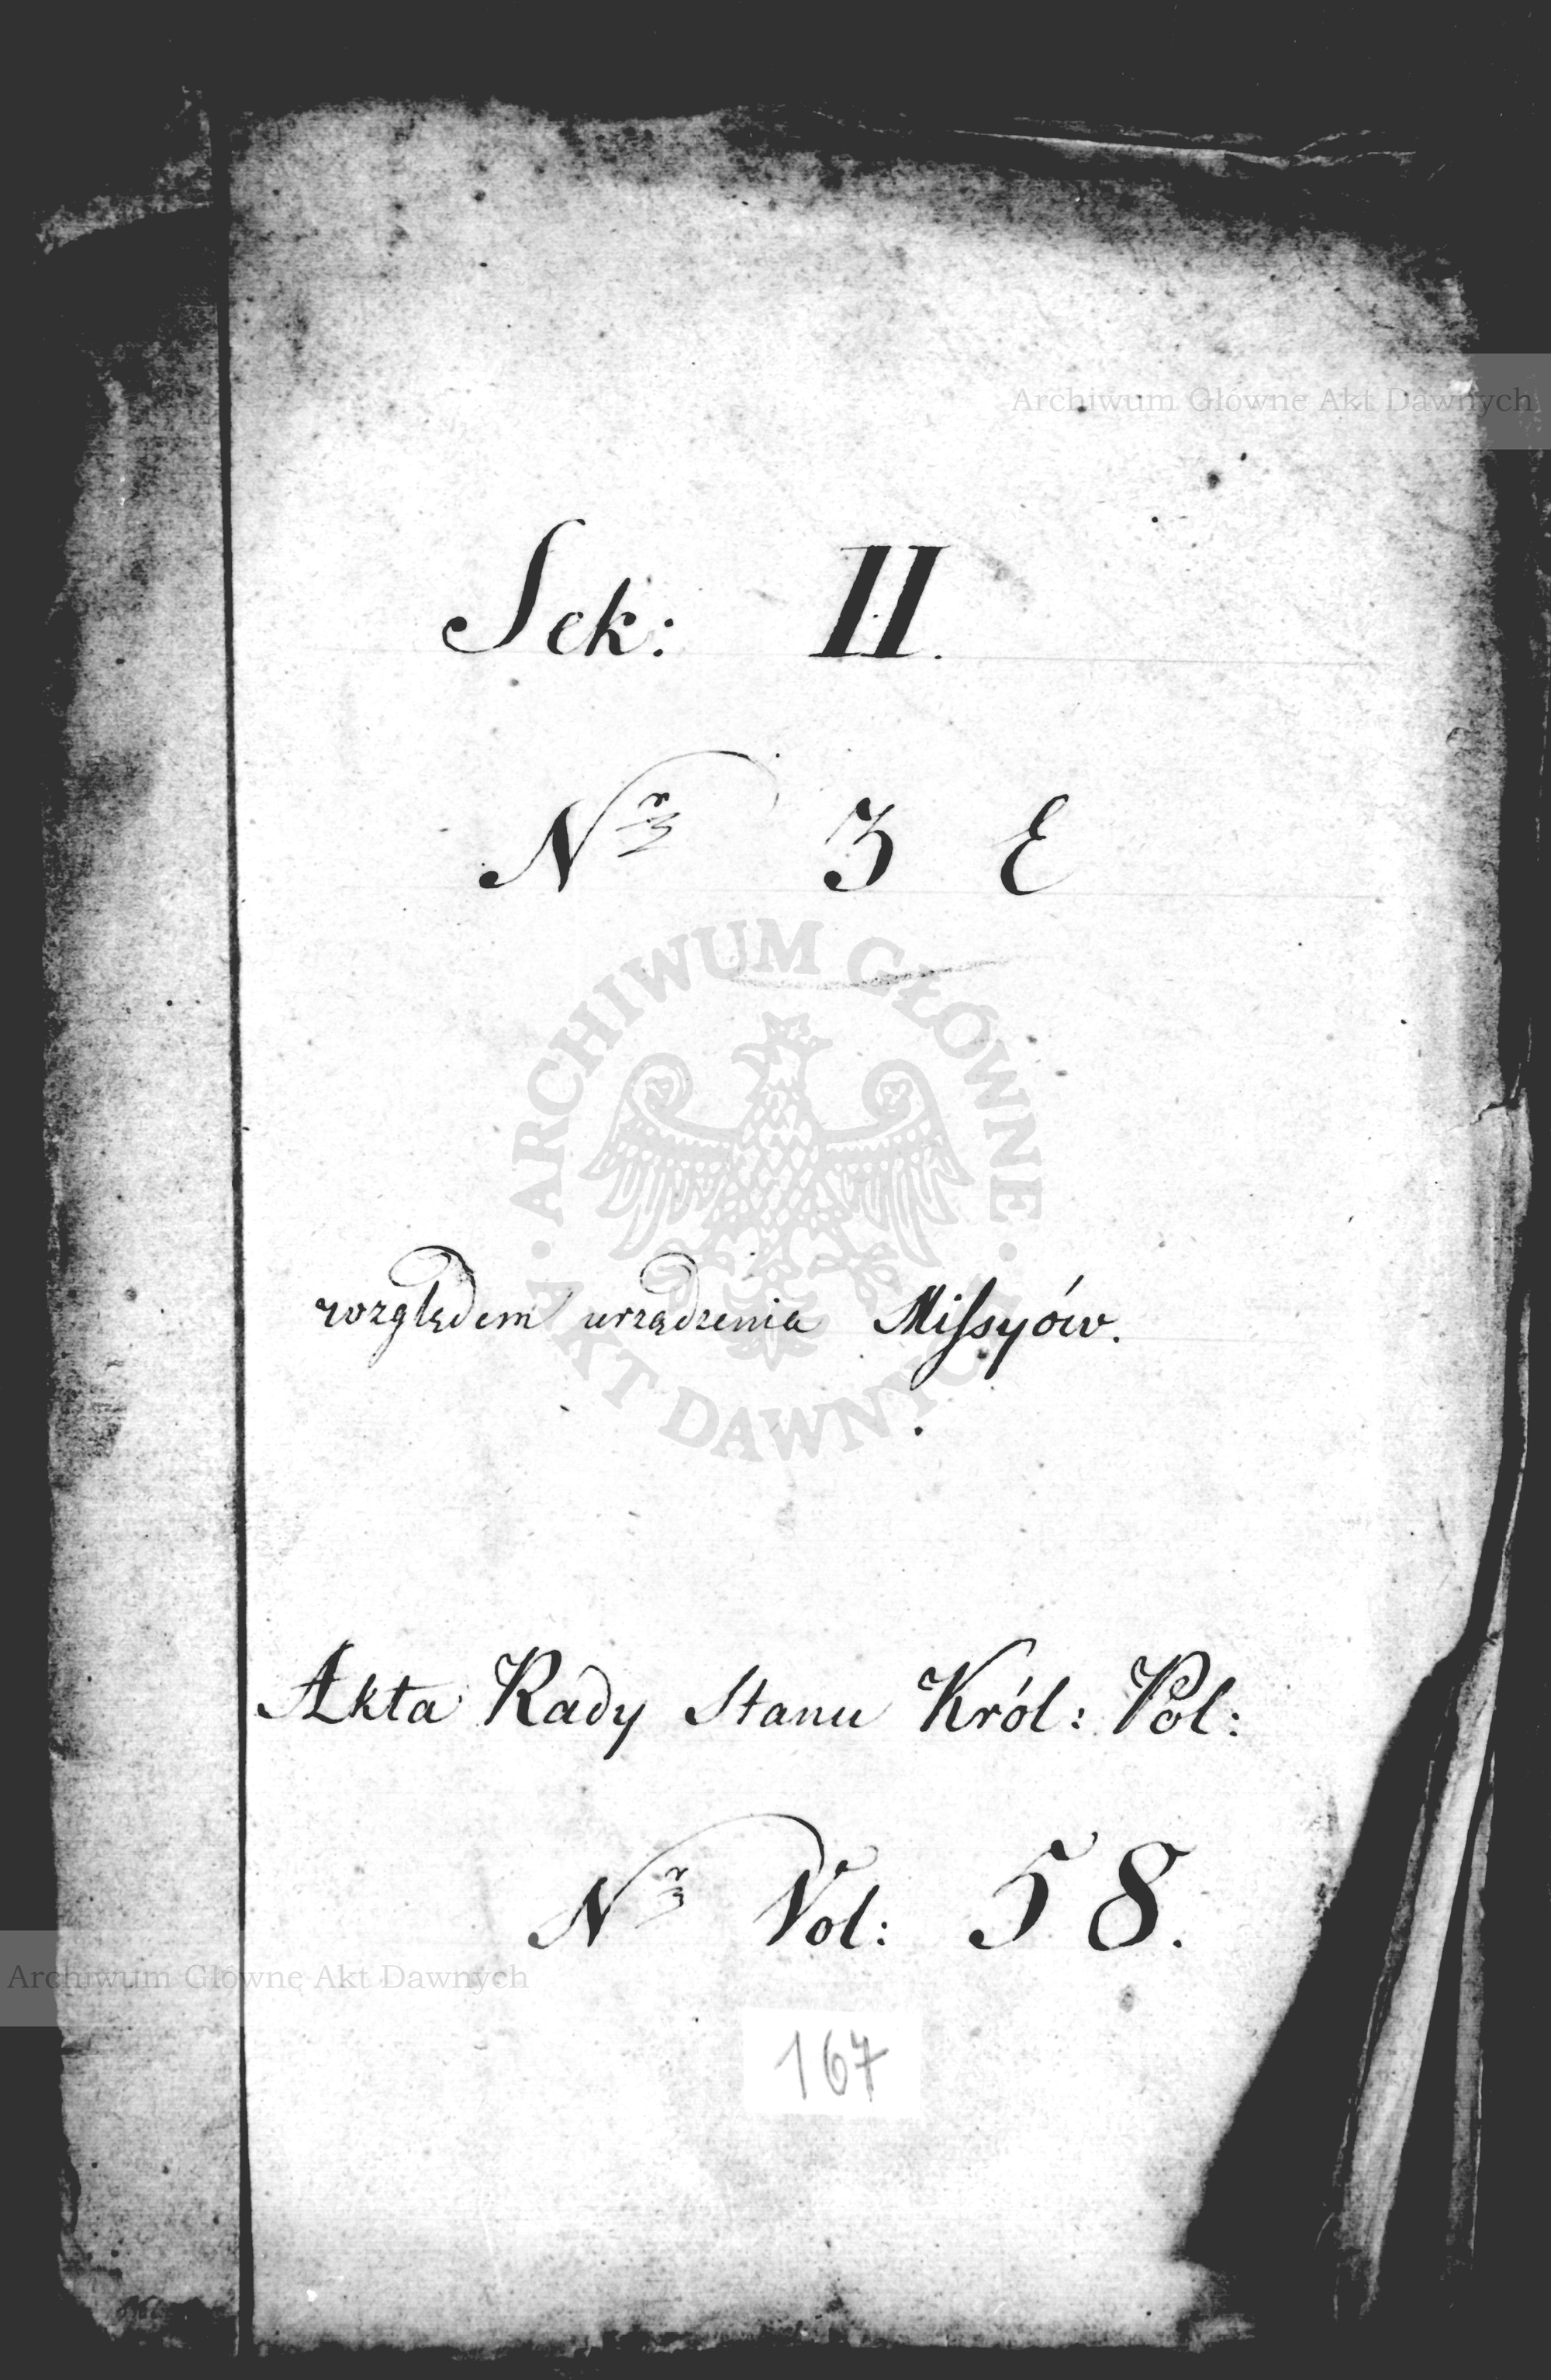 Archiwum Główne Akt Dawnych
Sek: II.
Nr 3 E
ARCHIWUM GŁÓWNE AKT DAWNYCH
względem urządzenia Missyów.
Akta Rady Stanu Król: Pol:
Nr Vol: 58.
Archiwum Główne Akt Dawnych
167